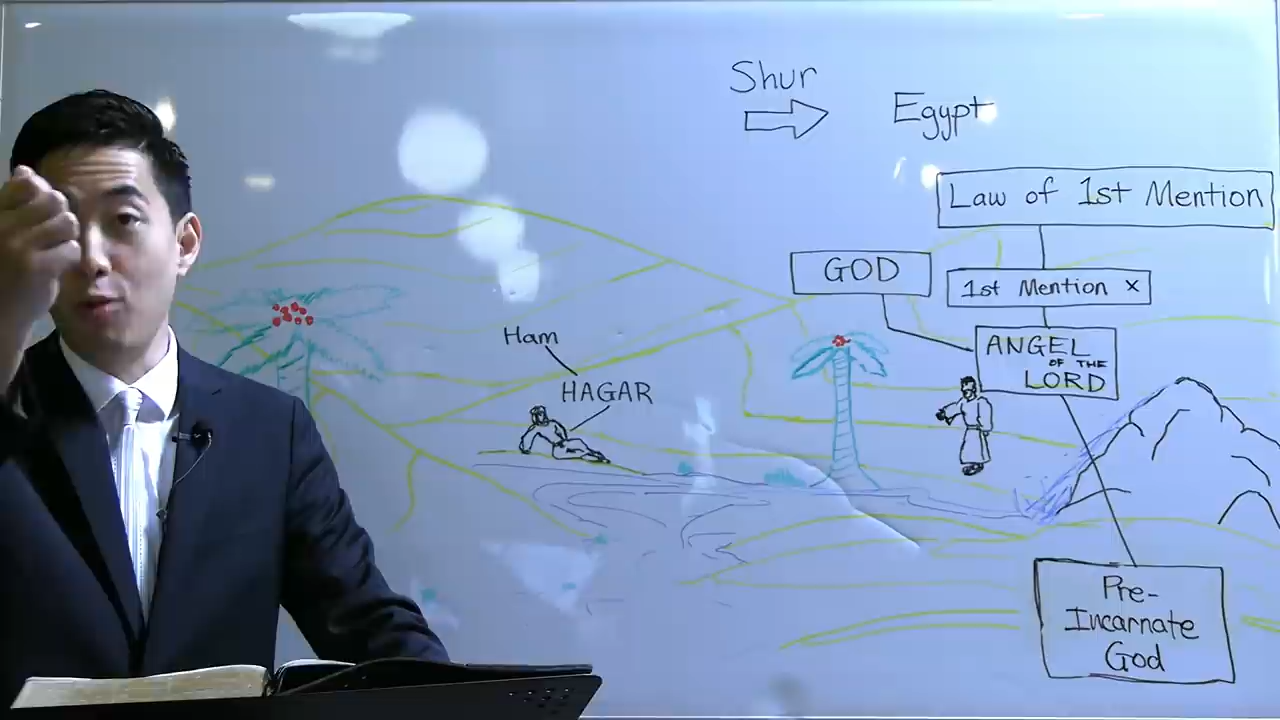 Shur
Egypt
Law of 1st Mention
GOD
1st Mention x
ANGEL
OF THE
LORD
Ham
HAGAR
Pre-
Incarnate
God